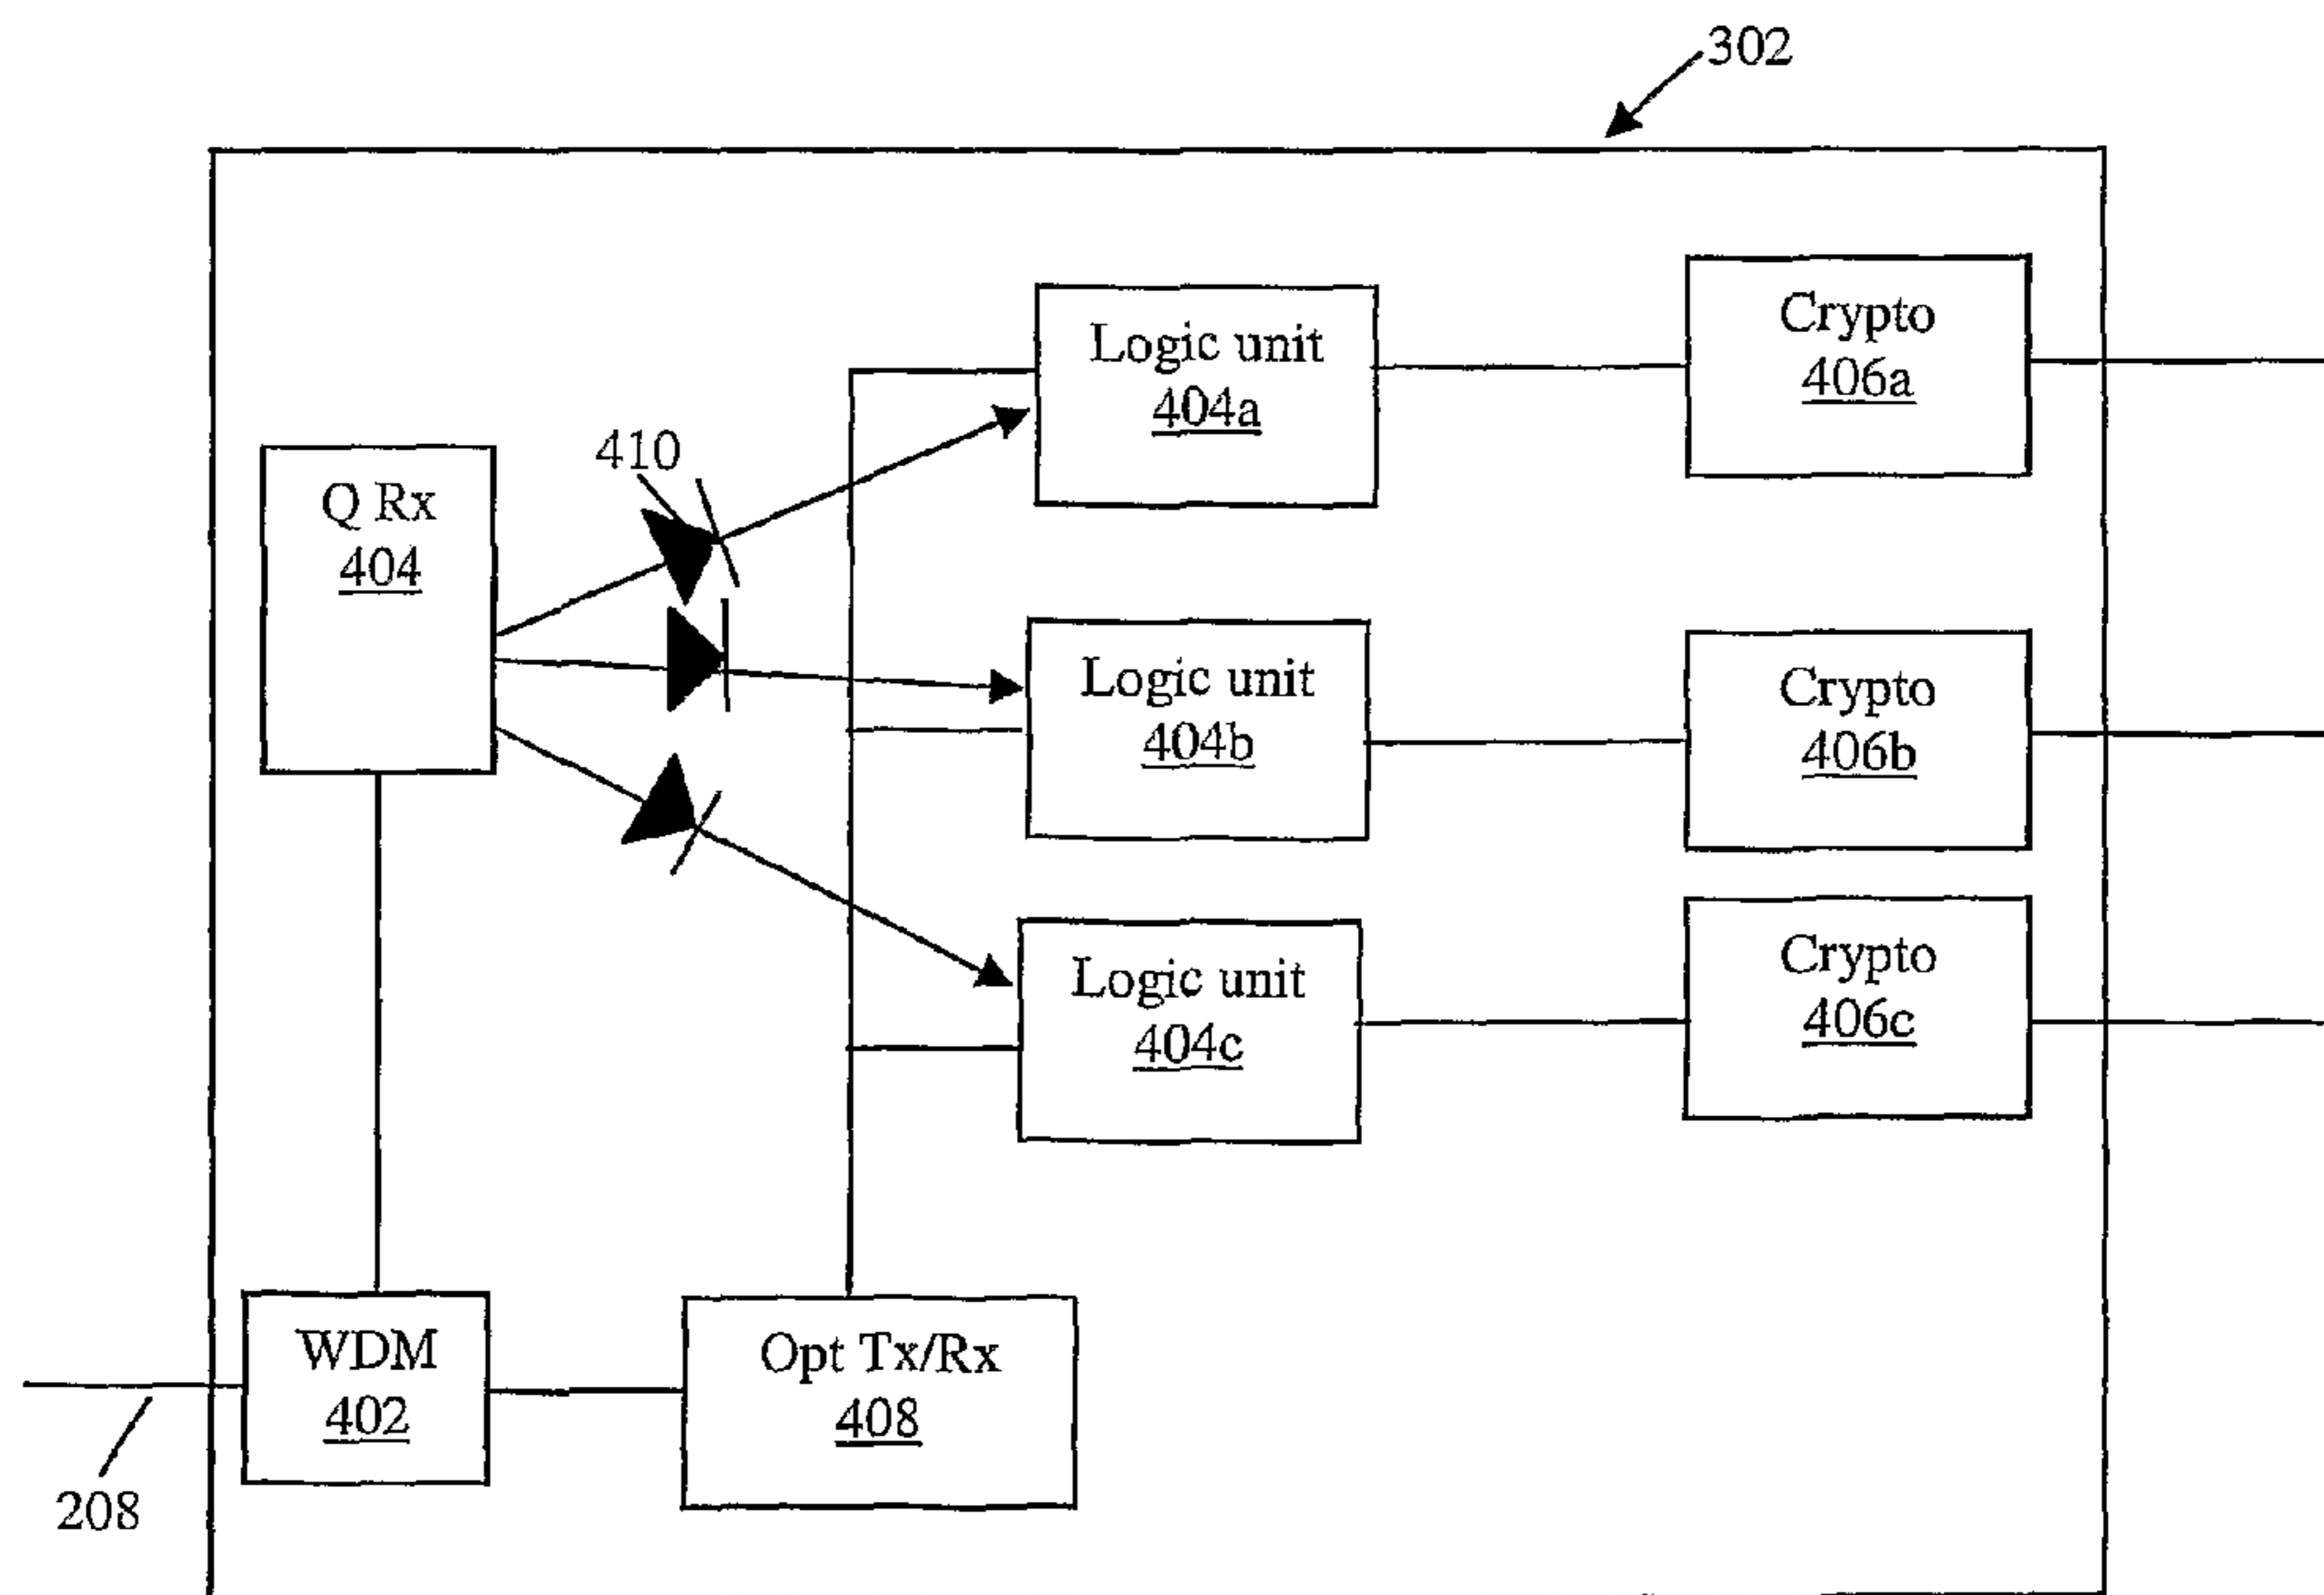 302
Logic unit
404a
Crypto
406a
410
Q Rx
404
Logic unit
404b
Crypto
406b
Logic unit
404c
Crypto
406c
WDM
402
Opt Tx/Rx
408
208